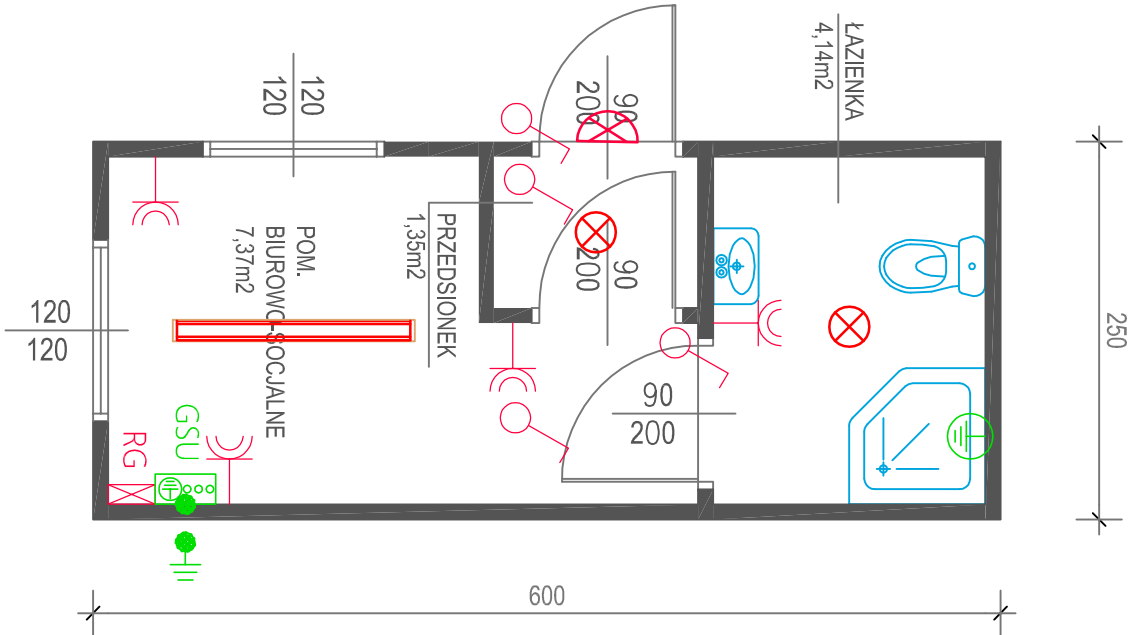 ŁAZIENKA
4,14m2
120
120
90
200
PRZEDSIONEK
1,35m2
90
200
POM.
BIUROWO-SOCJALNE
7,37m2
120
120
250
90
200
GSU
RG
600